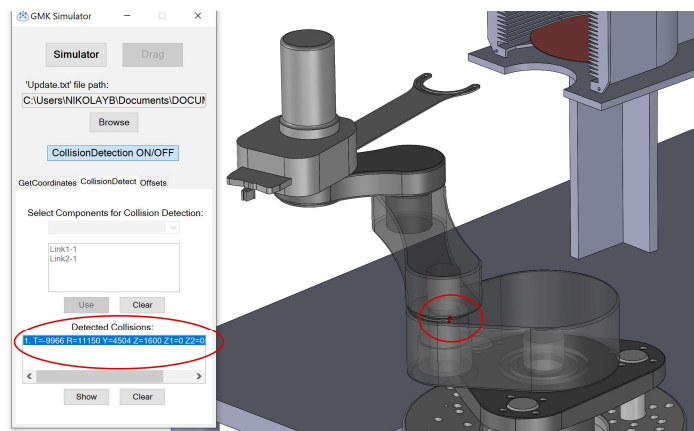 GMK Simulator
Simulator
Drag
'Update.txt' file path:
C:\Users\NIKOLAYB\Documents\DOCUM
Browse
CollisionDetection ON/OFF
GetCoordinates CollisionDetect Offsets
Select Components for Collision Detection:
Link1-1
Link2-1
Use
Clear
Detected Collisions:
1. T=-9966 R=11150 Y=4504 Z=1600 Z1=0 Z2=0
Show
Clear